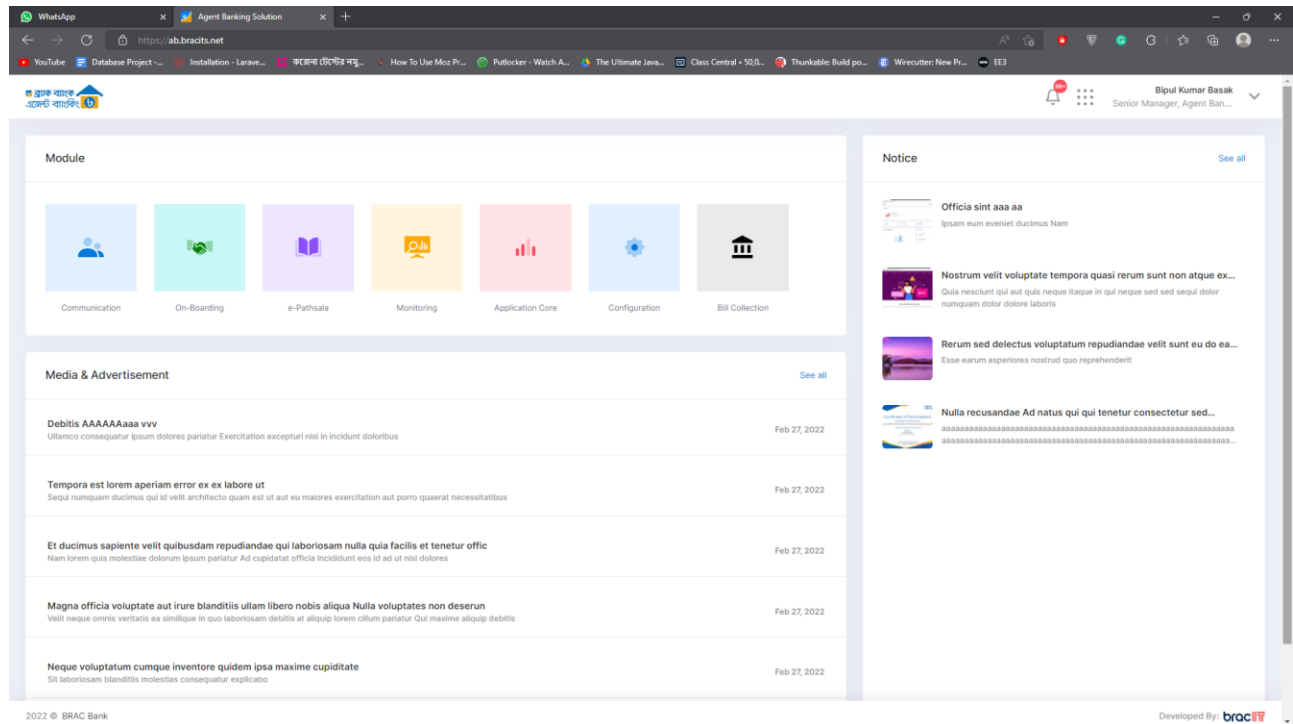 WhatsApp
Agent Banking Solution
https://ab.bracits.net
YouTube
Database Project -...
Installation - Larave...
করোনা টেস্টের নমু...
How To Use Moz Pr...
Putlocker - Watch A...
The Ultimate Java...
Class Central • 50,0...
Thunkable: Build po...
Wirecutter: New Pr...
EE3
ব্র্যাক ব্যাংক
এজেন্ট ব্যাংকিং
99+
Bipul Kumar Basak
Senior Manager, Agent Ban...
Module
Communication
On-Boarding
e-Pathsala
Monitoring
Application Core
Configuration
Bill Collection
Media & Advertisement
See all
Debitis AAAAAAaaa vvv
Ullamco consequatur ipsum dolores pariatur Exercitation excepturi nisi in incidunt doloribus
Feb 27, 2022
Tempora est lorem aperiam error ex ex labore ut
Sequi numquam ducimus qui id velit architecto quam est ut aut eu maiores exercitation aut porro quaerat necessitatibus
Feb 27, 2022
Et ducimus sapiente velit quibusdam repudiandae qui laboriosam nulla quia facilis et tenetur offic
Nam lorem quis molestiae dolorum ipsum pariatur Ad cupidatat officia incididunt eos id ad ut nisi dolores
Feb 27, 2022
Magna officia voluptate aut irure blanditiis ullam libero nobis aliqua Nulla voluptates non deserun
Velit neque omnis veritatis ea similique in quo laboriosam debitis at aliquip lorem cillum pariatur Qui maxime aliquip debitis
Feb 27, 2022
Neque voluptatum cumque inventore quidem ipsa maxime cupiditate
Sit laboriosam blanditiis molestias consequatur explicabo
Feb 27, 2022
Notice
See all
Officia sint aaa aa
Ipsam eum eveniet ducimus Nam
Nostrum velit voluptate tempora quasi rerum sunt non atque ex...
Quia nesciunt qui aut quis neque itaque in qui neque sed sed sequi dolor
numquam dolor dolore laboris
Rerum sed delectus voluptatum repudiandae velit sunt eu do ea...
Esse earum asperiores nostrud quo reprehenderit
Nulla recusandae Ad natus qui qui tenetur consectetur sed...
2022 © BRAC Bank
Developed By: bracIT